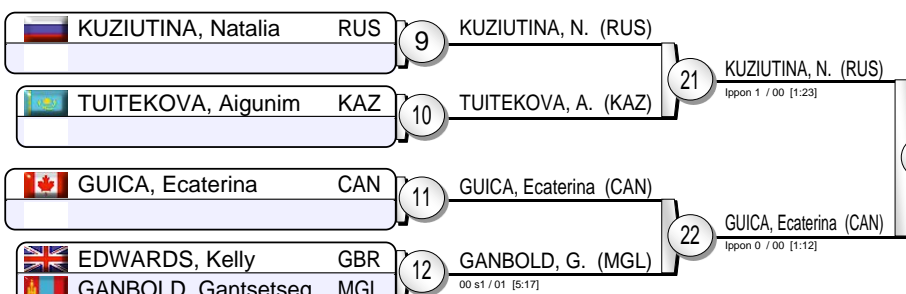 KUZIUTINA, Natalia RUS
9
KUZIUTINA, N. (RUS)
21
KUZIUTINA, N. (RUS)
Ippon 1 / 00 [1:23]
TUITEKOVA, Aigunim KAZ
10
TUITEKOVA, A. (KAZ)
GUICA, Ecaterina CAN
11
GUICA, Ecaterina (CAN)
22
GUICA, Ecaterina (CAN)
Ippon 0 / 00 [1:12]
EDWARDS, Kelly GBR
12
GANBOLD, G. (MGL)
00 s1 / 01 [5:17]
GANBOLD, Gantsetseg MGL